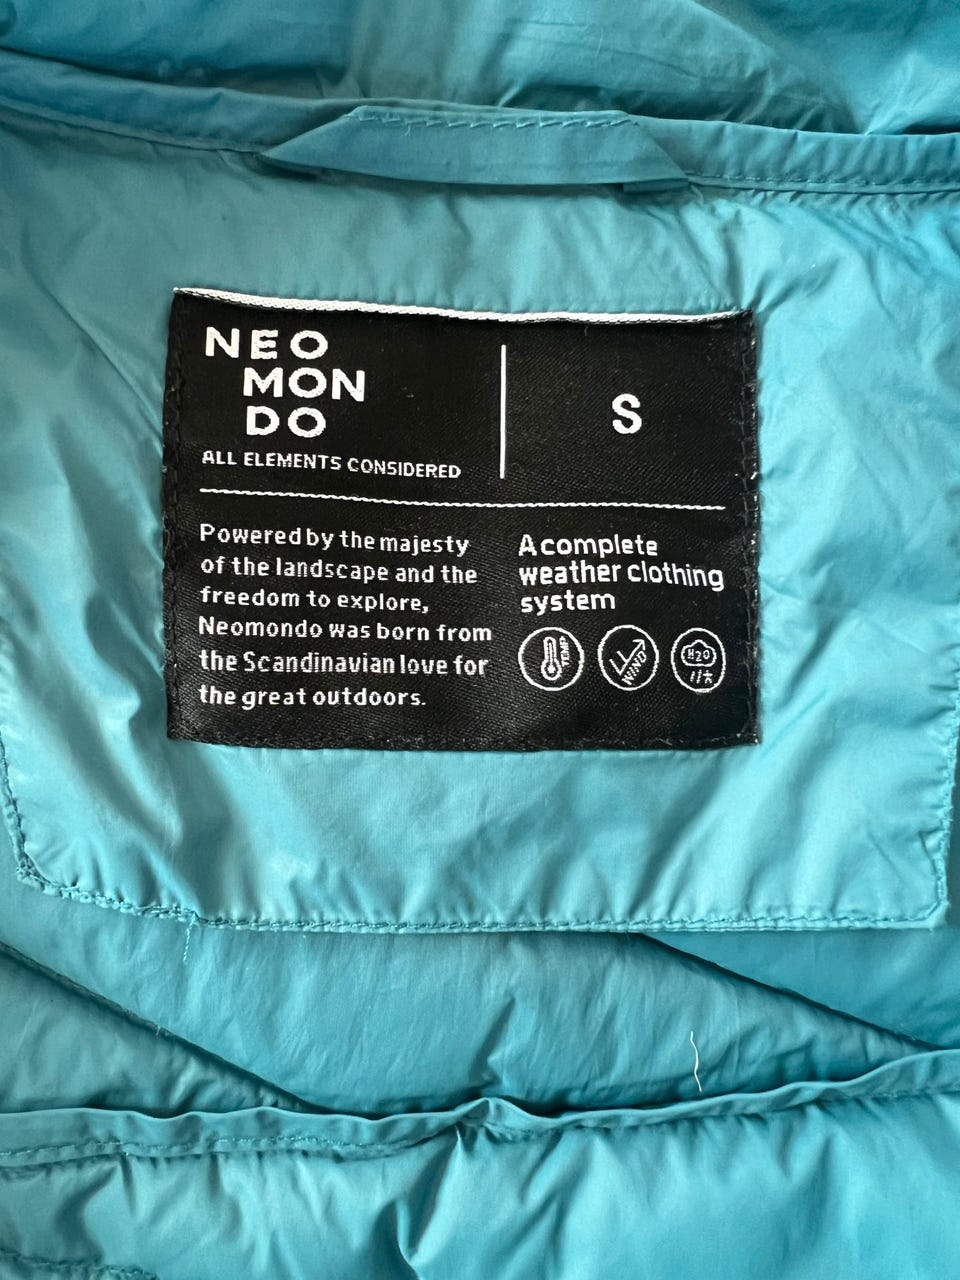 NEO
MON
DO
ALL ELEMENTS CONSIDERED
S
Powered by the majesty
of the landscape and the
freedom to explore,
Neomondo was born from
the Scandinavian love for
the great outdoors.
A complete
weather clothing
system
TEMP
WIND
H2O